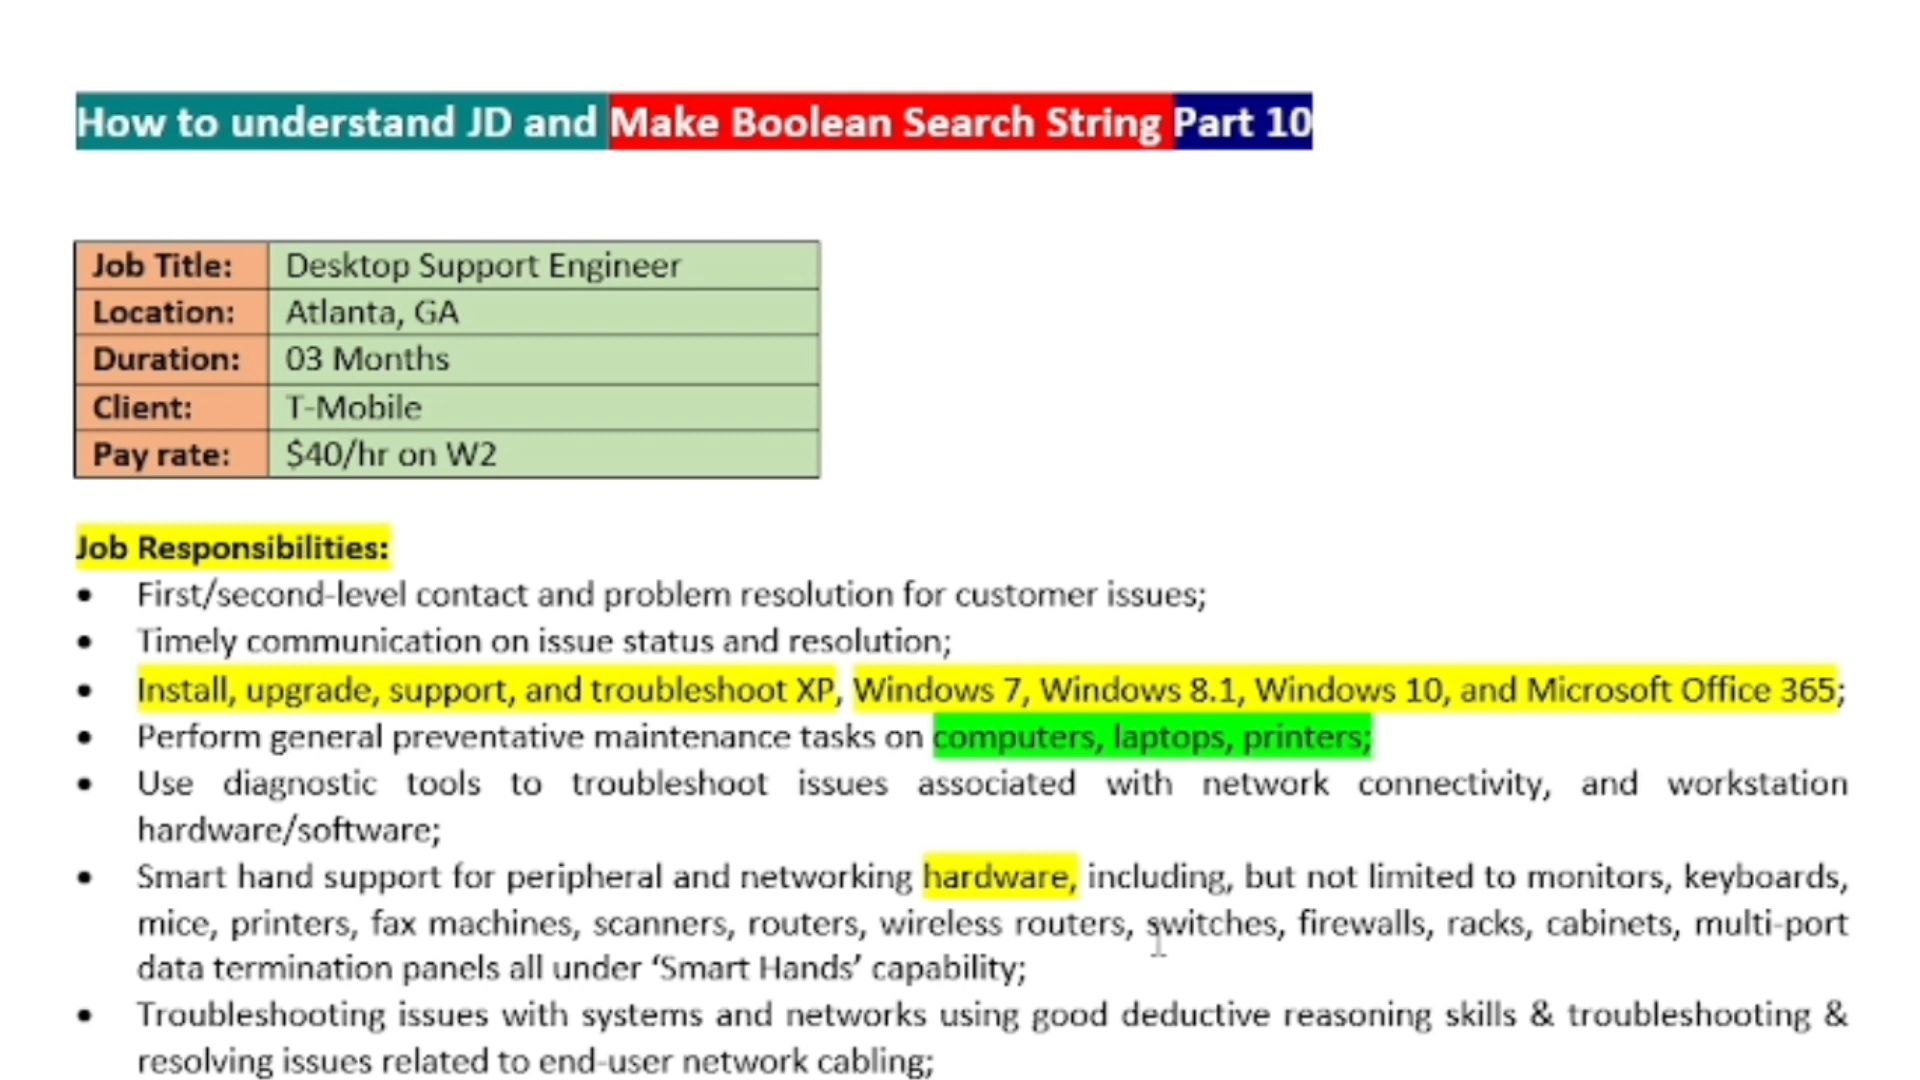 How to understand JD and Make Boolean Search String Part 10
Job Title: Desktop Support Engineer
Location: Atlanta, GA
Duration: 03 Months
Client: T-Mobile
Pay rate: $40/hr on W2
Job Responsibilities:
• First/second-level contact and problem resolution for customer issues;
• Timely communication on issue status and resolution;
• Install, upgrade, support, and troubleshoot XP, Windows 7, Windows 8.1, Windows 10, and Microsoft Office 365;
• Perform general preventative maintenance tasks on computers, laptops, printers;
• Use diagnostic tools to troubleshoot issues associated with network connectivity, and workstation
hardware/software;
• Smart hand support for peripheral and networking hardware, including, but not limited to monitors, keyboards,
mice, printers, fax machines, scanners, routers, wireless routers, switches, firewalls, racks, cabinets, multi-port
data termination panels all under ‘Smart Hands’ capability;
• Troubleshooting issues with systems and networks using good deductive reasoning skills & troubleshooting &
resolving issues related to end-user network cabling;